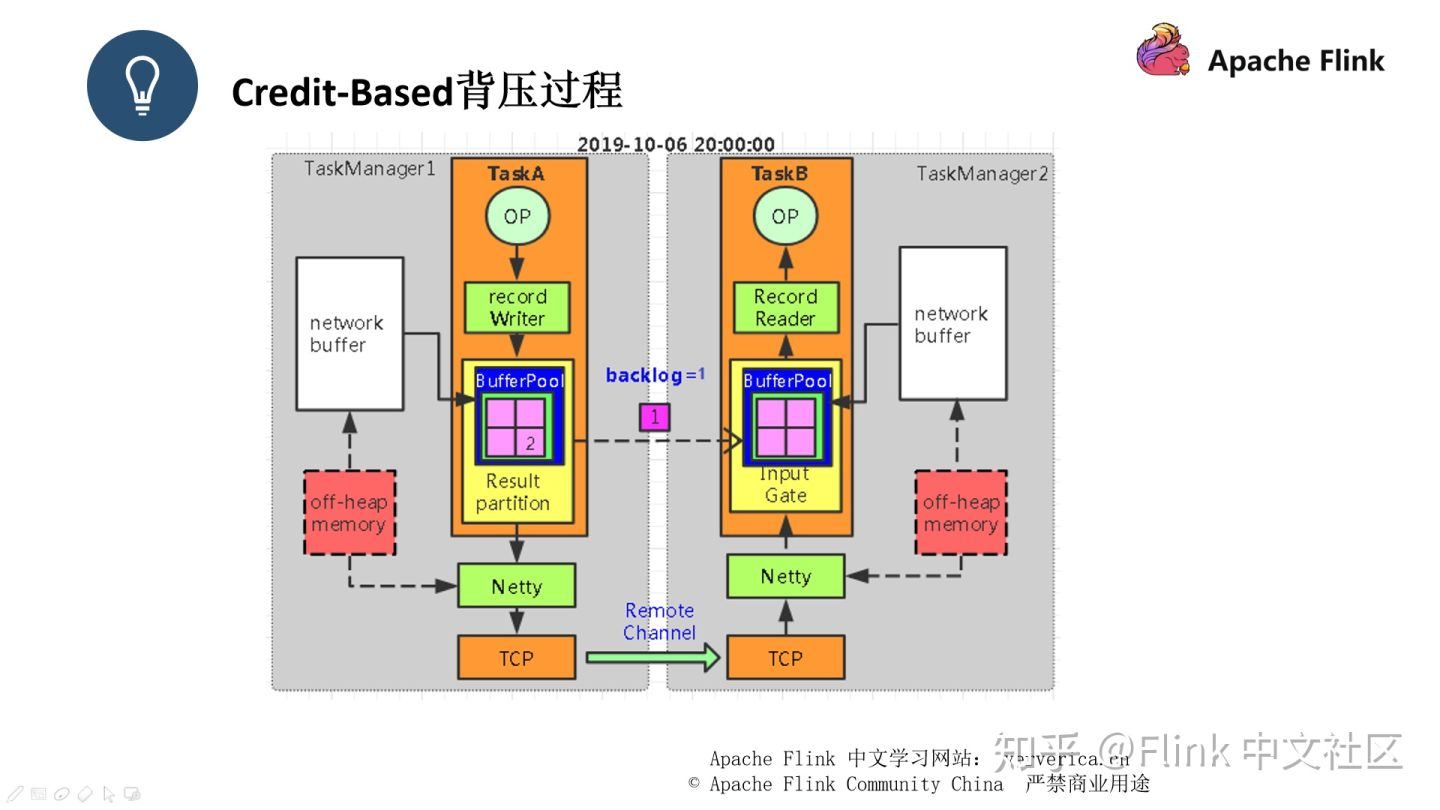 Apache Flink
Credit-Based背压过程
2019-10-06 20:00:00
TaskManager1
TaskA
TaskB
TaskManager2
OP
OP
record
Writer
Record
Reader
network
buffer
network
buffer
backlog=1
BufferPool
BufferPool
1
2
Result
partition
Input
Gate
off-heap
memory
off-heap
memory
Netty
Netty
Remote
Channel
TCP
TCP
Apache Flink 中文学习网站: ververica.cn
知乎 @Flink 中文社区
© Apache Flink Community China 严禁商业用途